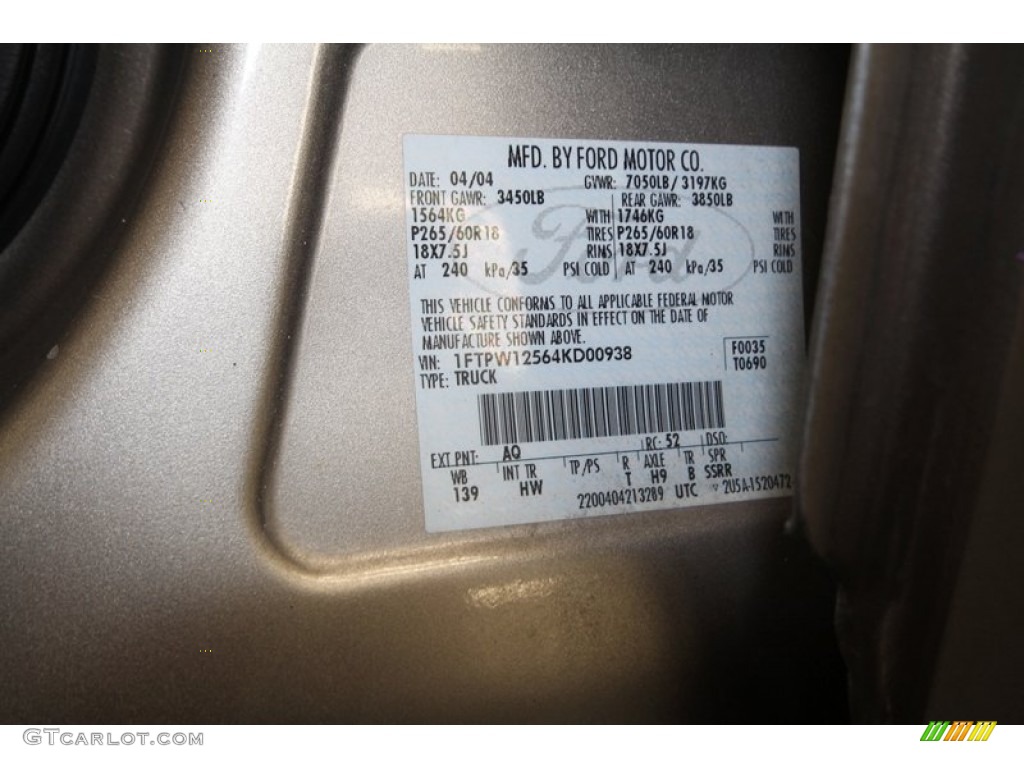 MFD. BY FORD MOTOR CO.
DATE: 04/04 GVWR: 7050LB / 3197KG
FRONT GAWR: 3450LB REAR GAWR: 3850LB
1564KG WITH 1746KG WITH
P265/60R18 TIRES P265/60R18 TIRES
18X7.5J RIMS 18X7.5J RIMS
AT 240 kPa/35 PSI COLD AT 240 kPa/35 PSI COLD
Ford
THIS VEHICLE CONFORMS TO ALL APPLICABLE FEDERAL MOTOR
VEHICLE SAFETY STANDARDS IN EFFECT ON THE DATE OF
MANUFACTURE SHOWN ABOVE.
VIN: 1FTPW12564KD00938 F0035
TYPE: TRUCK T0690
EXT PNT: AQ RC: 52 DSO:
WB INT TR TP/PS R AXLE TR SPR
139 HW T H9 B SSRR
2200404213289 UTC 2U5A-1520472-
GTCARLOT.COM